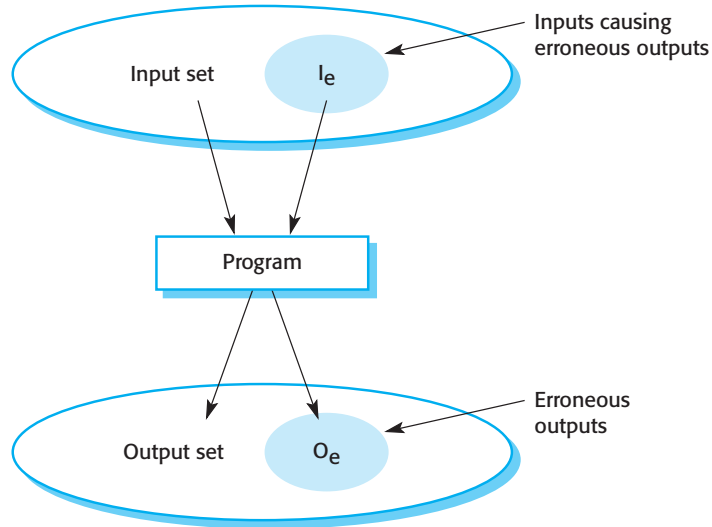 Inputs causing
erroneous outputs
Input set
Ie
Program
Erroneous
outputs
Output set
Oe